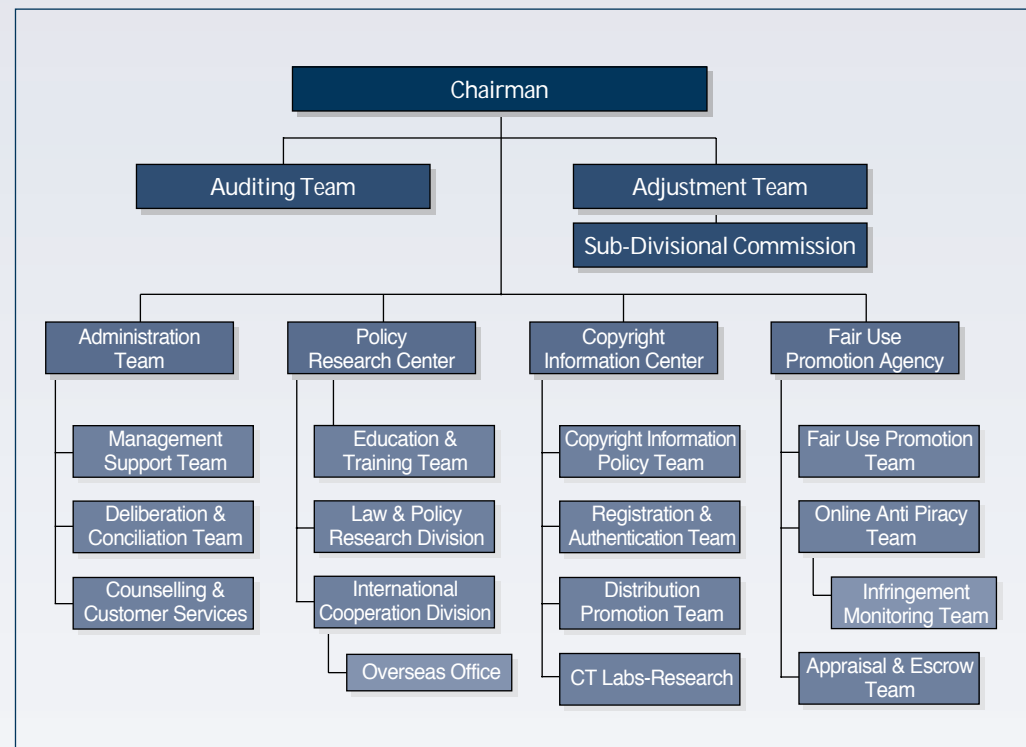 Chairman
Auditing Team
Adjustment Team
Sub-Divisional Commission
Administration
Team
Policy
Research Center
Copyright
Information Center
Fair Use
Promotion Agency
Management
Support Team
Deliberation &
Conciliation Team
Counselling &
Customer Services
Education &
Training Team
Law & Policy
Research Division
International
Cooperation Division
Overseas Office
Copyright Information
Policy Team
Registration &
Authentication Team
Distribution
Promotion Team
CT Labs-Research
Fair Use Promotion
Team
Online Anti Piracy
Team
Infringement
Monitoring Team
Appraisal & Escrow
Team